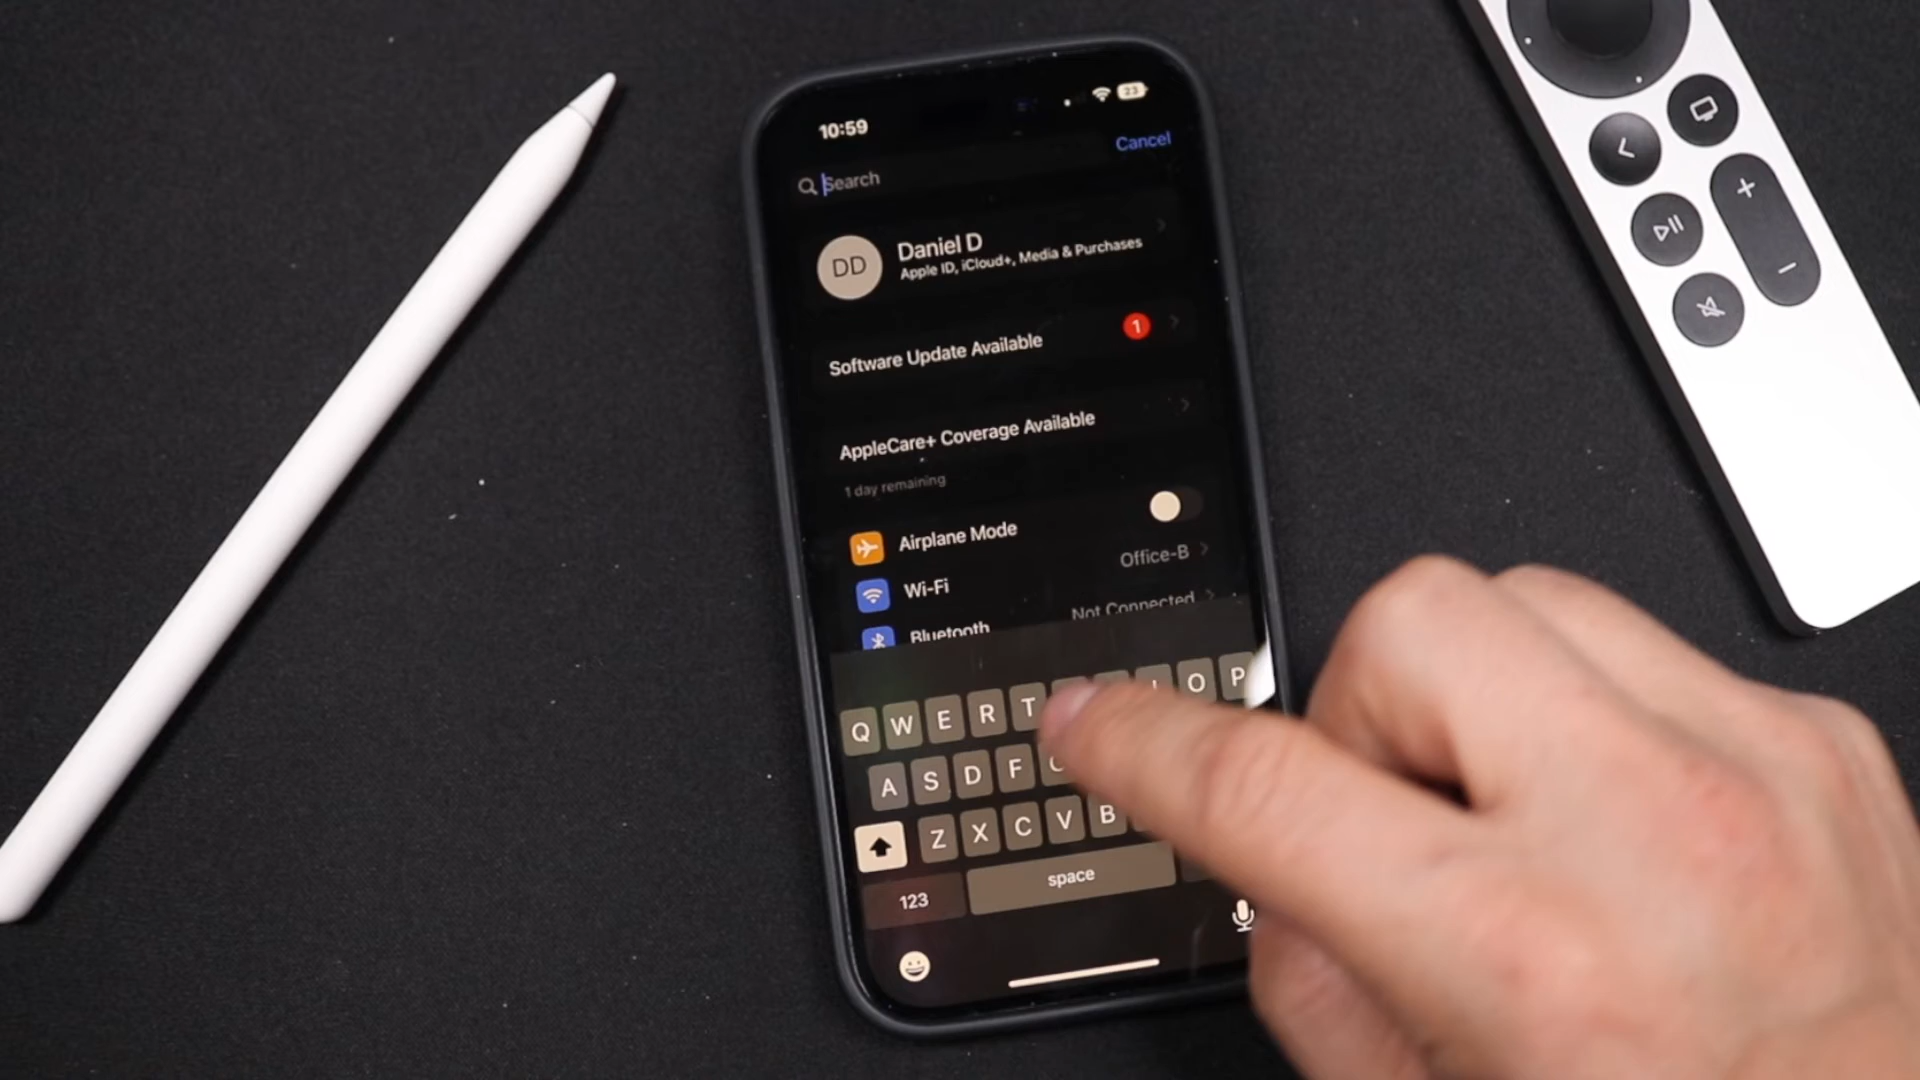 10:59
23
Cancel
Search
DD
Daniel D
Apple ID, iCloud+, Media & Purchases
Software Update Available
1
AppleCare+ Coverage Available
1 day remaining
Airplane Mode
Wi-Fi
Office-B
Bluetooth
Not Connected
Q W E R T O P
A S D F
Z X C V B
123
space